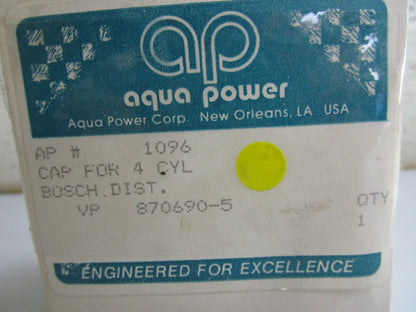 ap
aqua power
Aqua Power Corp. New Orleans, LA USA
AP # 1096
CAP FOR 4 CYL
BOSCH.DIST.
VP 870690-5 QTY
1
ENGINEERED FOR EXCELLENCE